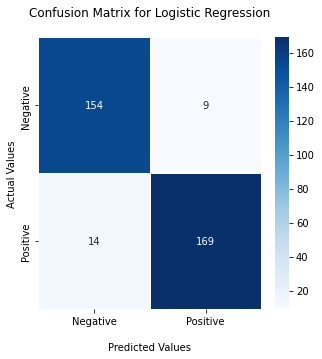 Confusion Matrix for Logistic Regression
Actual Values
Negative
Positive
154 9
14 169
Negative Positive
Predicted Values
160
140
120
100
80
60
40
20